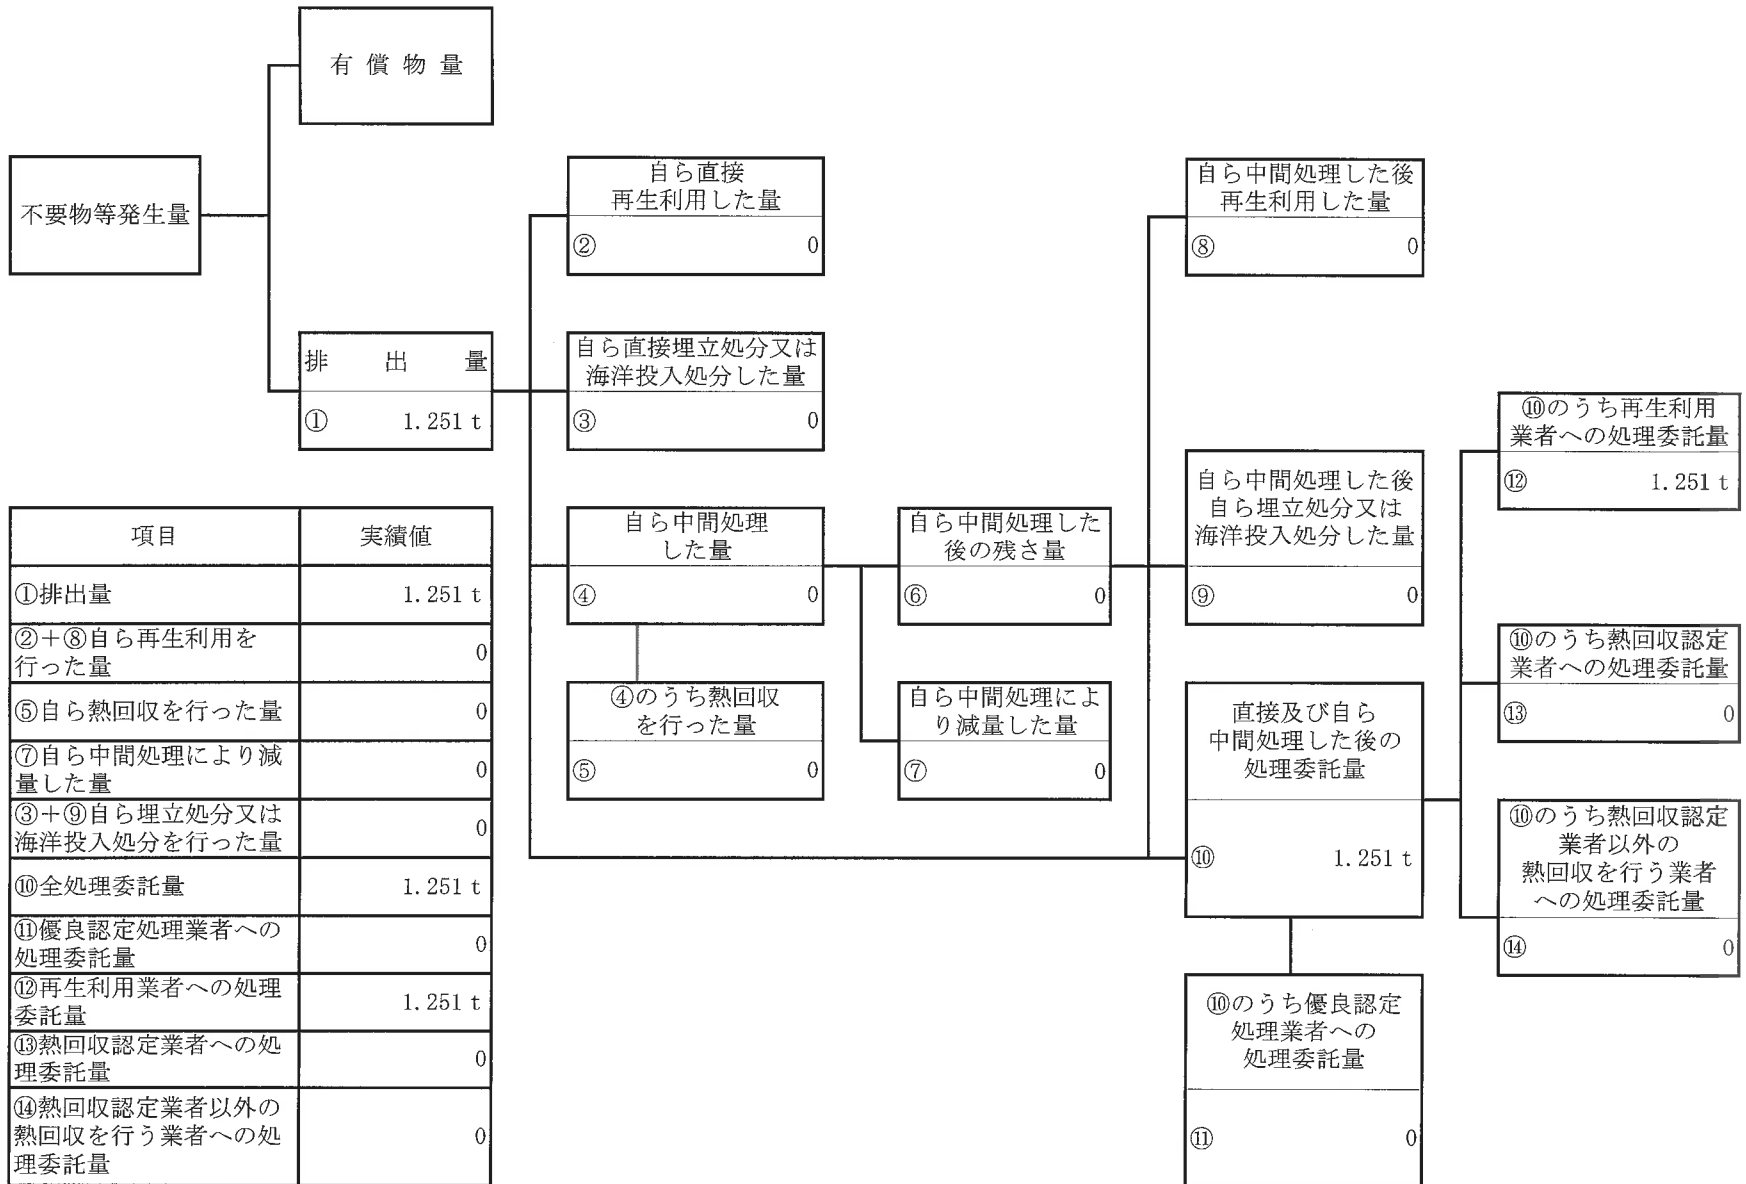 有償物量
不要物等発生量
排出量
① 1.251 t
自ら直接
再生利用した量
② 0
自ら直接埋立処分又は
海洋投入処分した量
③ 0
自ら中間処理
した量
④ 0
④のうち熱回収
を行った量
⑤ 0
自ら中間処理した
後の残さ量
⑥ 0
自ら中間処理によ
り減量した量
⑦ 0
自ら中間処理した後
再生利用した量
⑧ 0
自ら中間処理した後
自ら埋立処分又は
海洋投入処分した量
⑨ 0
直接及び自ら
中間処理した後の
処理委託量
⑩ 1.251 t
⑩のうち優良認定
処理業者への
処理委託量
⑪ 0
⑩のうち再生利用
業者への処理委託量
⑫ 1.251 t
⑩のうち熱回収認定
業者への処理委託量
⑬ 0
⑩のうち熱回収認定
業者以外の
熱回収を行う業者
への処理委託量
⑭ 0
項目 実績値
①排出量 1.251 t
②+⑧自ら再生利用を
行った量 0
⑤自ら熱回収を行った量 0
⑦自ら中間処理により減
量した量 0
③+⑨自ら埋立処分又は
海洋投入処分を行った量 0
⑩全処理委託量 1.251 t
⑪優良認定処理業者への
処理委託量 0
⑫再生利用業者への処理
委託量 1.251 t
⑬熱回収認定業者への処
理委託量 0
⑭熱回収認定業者以外の
熱回収を行う業者への処
理委託量 0